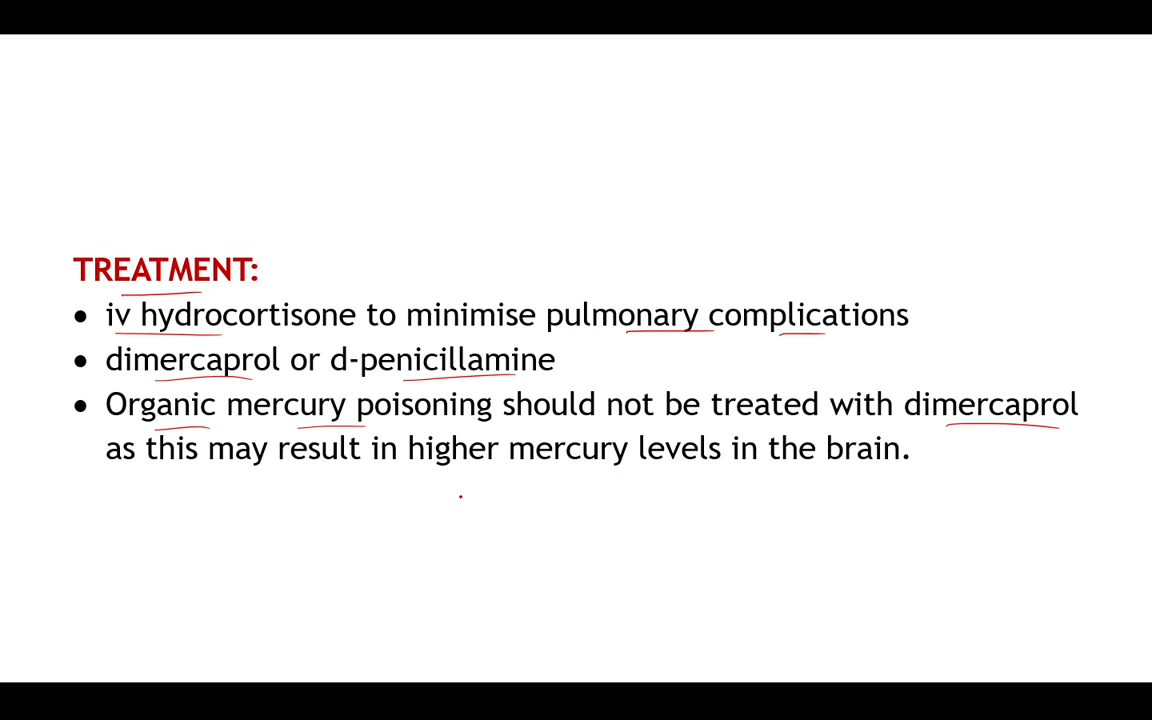 TREATMENT:
• iv hydrocortisone to minimise pulmonary complications
• dimercaprol or d-penicillamine
• Organic mercury poisoning should not be treated with dimercaprol
as this may result in higher mercury levels in the brain.